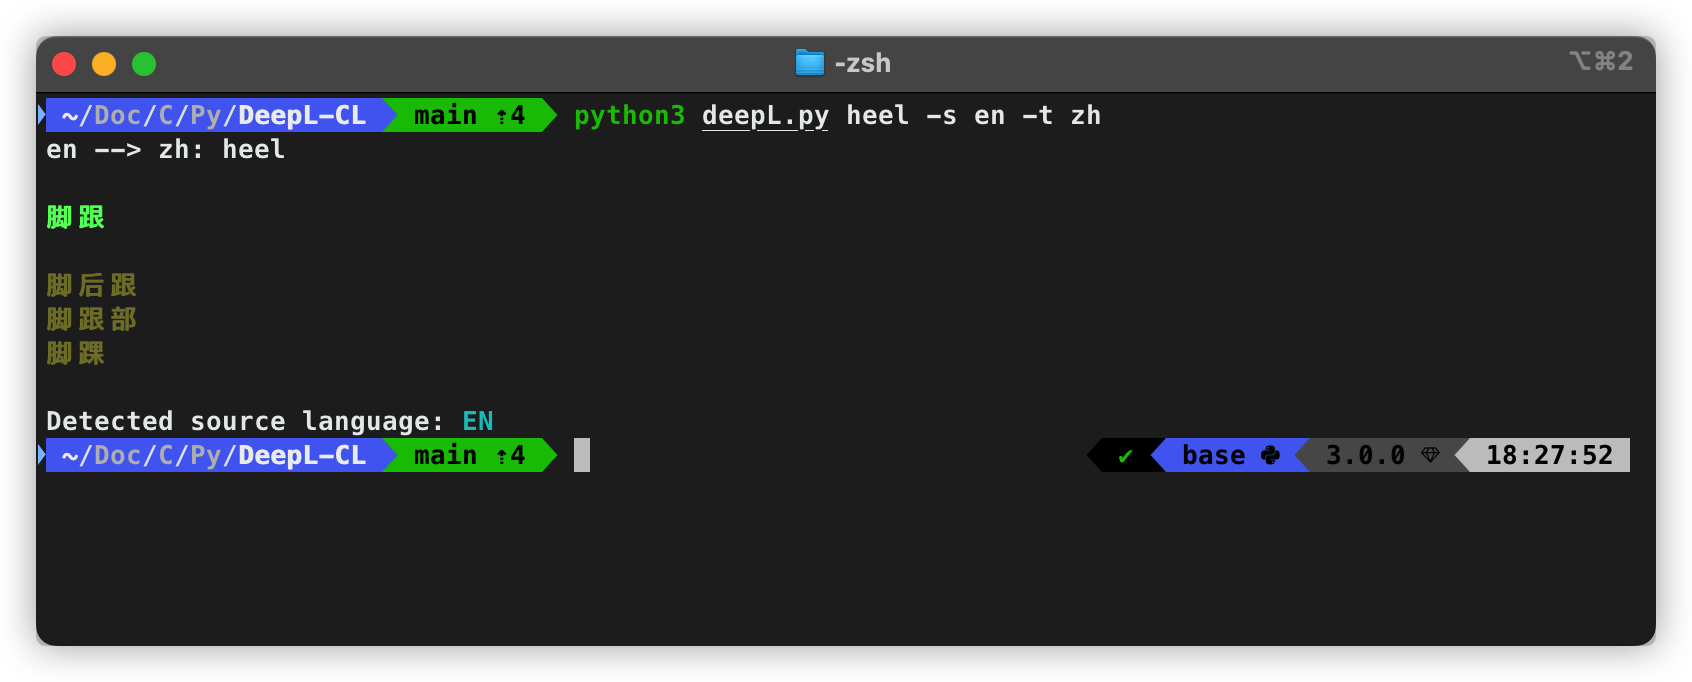 -zsh
⌥⌘2
~/Doc/C/Py/DeepL-CL main ⇡4 python3 deepL.py heel -s en -t zh
en --> zh: heel
脚跟
脚后跟
脚跟部
脚踝
Detected source language: EN
~/Doc/C/Py/DeepL-CL main ⇡4 ✔ base 3.0.0 18:27:52